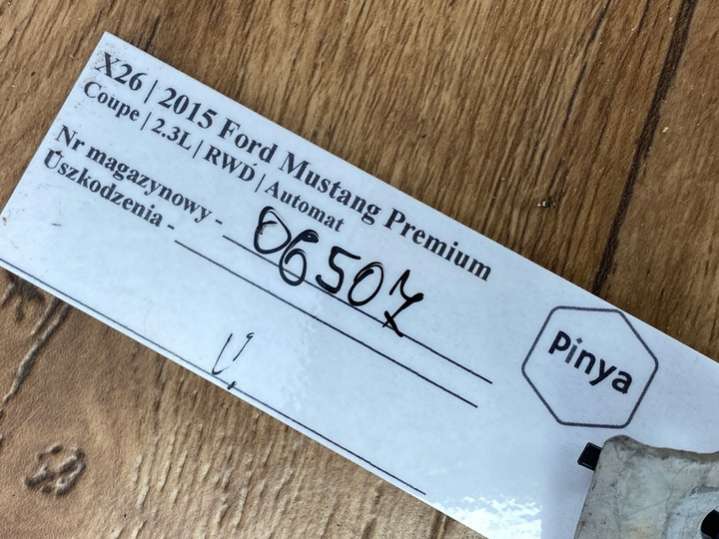 X26 | 2015 Ford Mustang Premium
Coupe | 2.3L | RWD | Automat
Nr magazynowy - 06507
Uszkodzenia -
Pinya